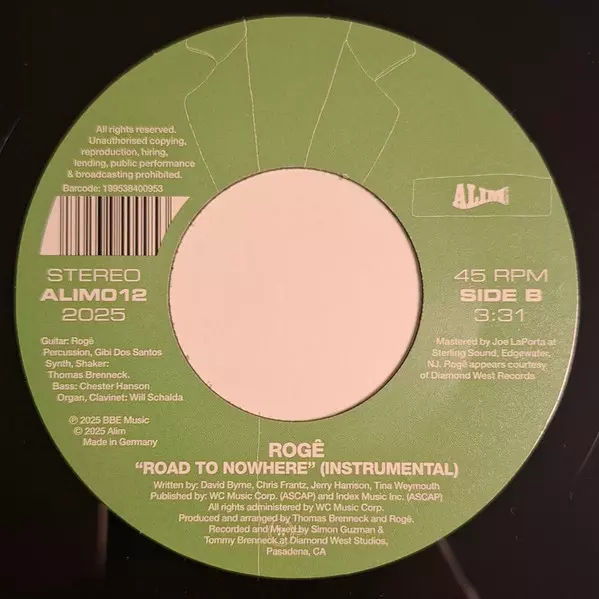 All rights reserved.
Unauthorised copying,
reproduction, hiring,
lending, public performance
& broadcasting prohibited.
Barcode: 199538400953
ALIM
STEREO
ALIM012
2025
45 RPM
SIDE B
3:31
Guitar: Rogê
Percussion, Gibi Dos Santos
Synth, Shaker:
Thomas Brenneck.
Bass: Chester Hanson
Organ, Clavinet: Will Schalda
Mastered by Joe LaPorta at
Sterling Sound, Edgewater,
NJ. Rogê appears courtesy
of Diamond West Records
℗ 2025 BBE Music
© 2025 Alim
Made in Germany
ROGÊ
“ROAD TO NOWHERE” (INSTRUMENTAL)
Written by: David Byrne, Chris Frantz, Jerry Harrison, Tina Weymouth
Published by: WC Music Corp. (ASCAP) and Index Music Inc. (ASCAP)
All rights administered by WC Music Corp.
Produced and arranged by Thomas Brenneck and Rogê.
Recorded and Mixed by Simon Guzman &
Tommy Brenneck at Diamond West Studios,
Pasadena, CA